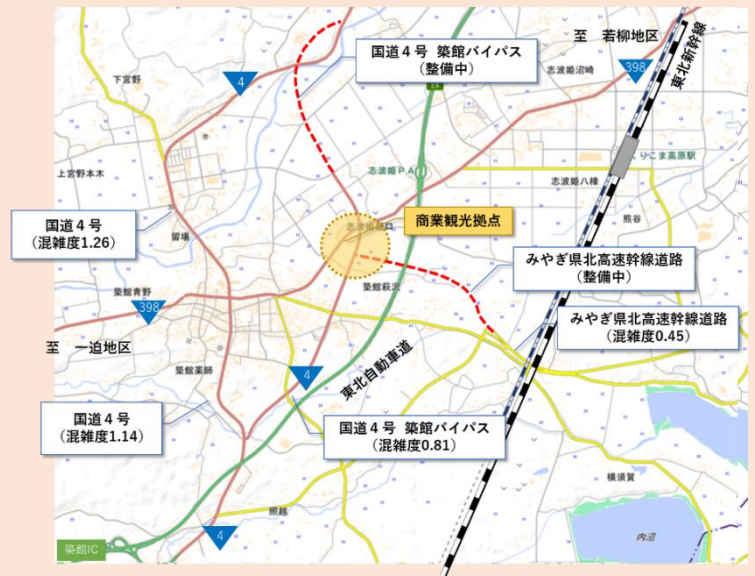 国道４号 築館バイパス
（整備中）
至 若柳地区
398
東北新幹線
下宮野
4
志波姫沼崎
志波姫ＰＡ
くりこま高原駅
上宮野本木
志波姫八樟
国道４号
（混雑度1.26）
留場
商業観光拠点
熊谷
みやぎ県北高速幹線道路
（整備中）
築館萩沢
築館青野
398
みやぎ県北高速幹線道路
（混雑度0.45）
至 一迫地区
築館薬師
東北自動車道
4
国道４号
（混雑度1.14）
国道４号 築館バイパス
（混雑度0.81）
横須賀
照越
4
内沼
築館IC